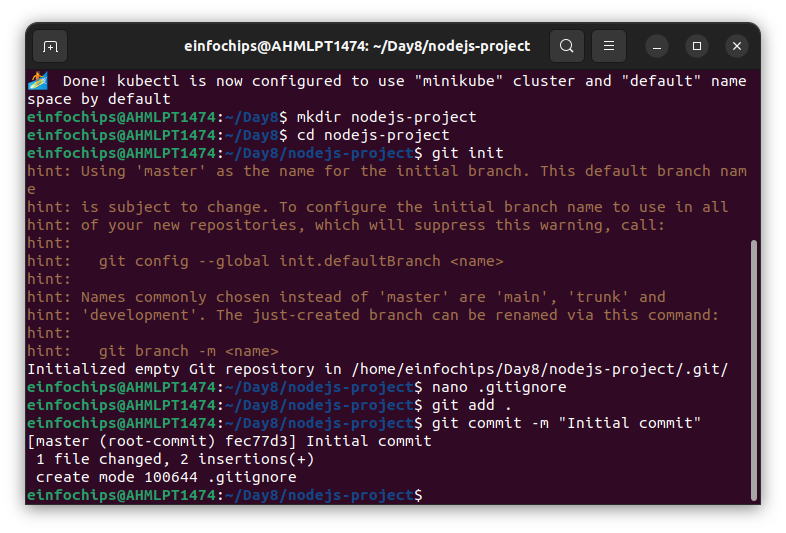 einfochips@AHMLPT1474: ~/Day8/nodejs-project
🏄  Done! kubectl is now configured to use "minikube" cluster and "default" name
space by default
einfochips@AHMLPT1474:~/Day8$ mkdir nodejs-project
einfochips@AHMLPT1474:~/Day8$ cd nodejs-project
einfochips@AHMLPT1474:~/Day8/nodejs-project$ git init
hint: Using 'master' as the name for the initial branch. This default branch nam
e
hint: is subject to change. To configure the initial branch name to use in all
hint: of your new repositories, which will suppress this warning, call:
hint:
hint:   git config --global init.defaultBranch <name>
hint:
hint: Names commonly chosen instead of 'master' are 'main', 'trunk' and
hint: 'development'. The just-created branch can be renamed via this command:
hint:
hint:   git branch -m <name>
Initialized empty Git repository in /home/einfochips/Day8/nodejs-project/.git/
einfochips@AHMLPT1474:~/Day8/nodejs-project$ nano .gitignore
einfochips@AHMLPT1474:~/Day8/nodejs-project$ git add .
einfochips@AHMLPT1474:~/Day8/nodejs-project$ git commit -m "Initial commit"
[master (root-commit) fec77d3] Initial commit
 1 file changed, 2 insertions(+)
 create mode 100644 .gitignore
einfochips@AHMLPT1474:~/Day8/nodejs-project$